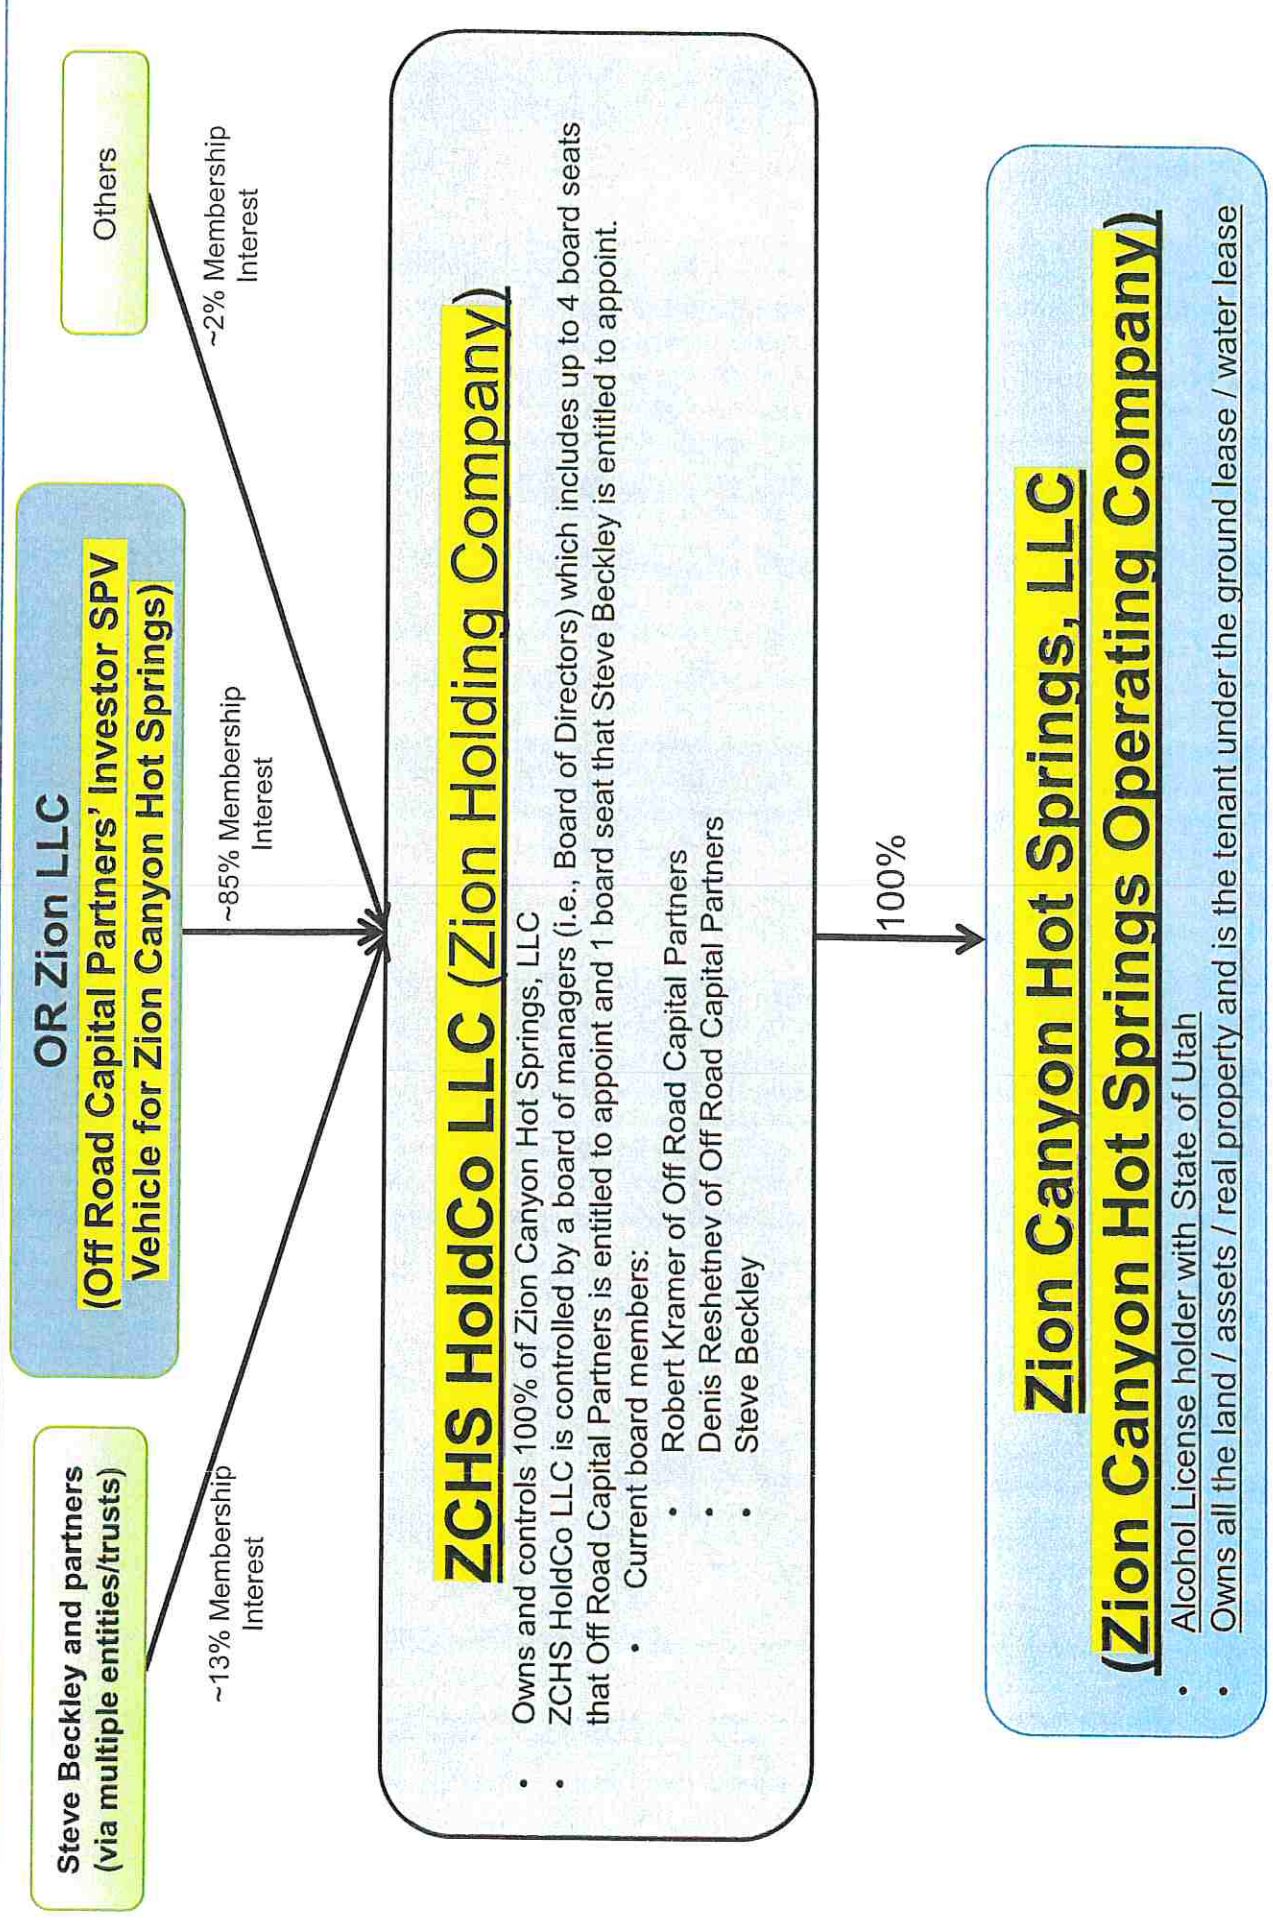 Steve Beckley and partners
(via multiple entities/trusts)
OR Zion LLC
(Off Road Capital Partners' Investor SPV
Vehicle for Zion Canyon Hot Springs)
Others
~13% Membership
Interest
~85% Membership
Interest
~2% Membership
Interest
ZCHS HoldCo LLC (Zion Holding Company)
• Owns and controls 100% of Zion Canyon Hot Springs, LLC
• ZCHS HoldCo LLC is controlled by a board of managers (i.e., Board of Directors) which includes up to 4 board seats
that Off Road Capital Partners is entitled to appoint and 1 board seat that Steve Beckley is entitled to appoint.
• Current board members:
• Robert Kramer of Off Road Capital Partners
• Denis Reshetnev of Off Road Capital Partners
• Steve Beckley
100%
Zion Canyon Hot Springs, LLC
(Zion Canyon Hot Springs Operating Company)
• Alcohol License holder with State of Utah
• Owns all the land / assets / real property and is the tenant under the ground lease / water lease